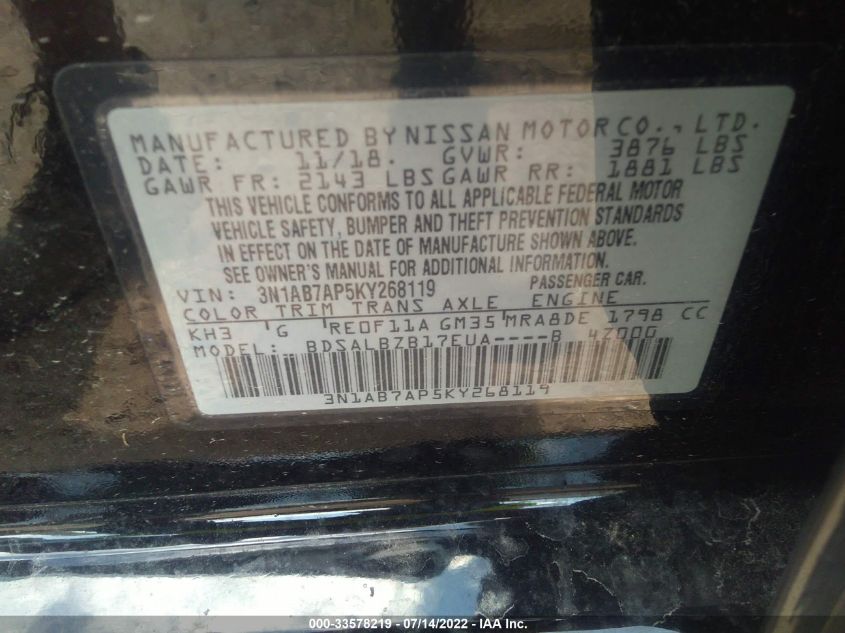 MANUFACTURED BY NISSAN MOTOR CO., LTD.
DATE: 11/18. GVWR: 3876 LBS
GAWR FR: 2143 LBS GAWR RR: 1881 LBS
THIS VEHICLE CONFORMS TO ALL APPLICABLE FEDERAL MOTOR
VEHICLE SAFETY, BUMPER AND THEFT PREVENTION STANDARDS
IN EFFECT ON THE DATE OF MANUFACTURE SHOWN ABOVE.
SEE OWNER'S MANUAL FOR ADDITIONAL INFORMATION.
VIN: 3N1AB7AP5KY268119 PASSENGER CAR.
COLOR TRIM TRANS AXLE ENGINE
KH3 G RE0F11A GM35 MRA8DE 1798 CC
MODEL: BDSALBZB17EUA----B 4Z000
3N1AB7AP5KY268119
000-33578219 - 07/14/2022 - IAA Inc.